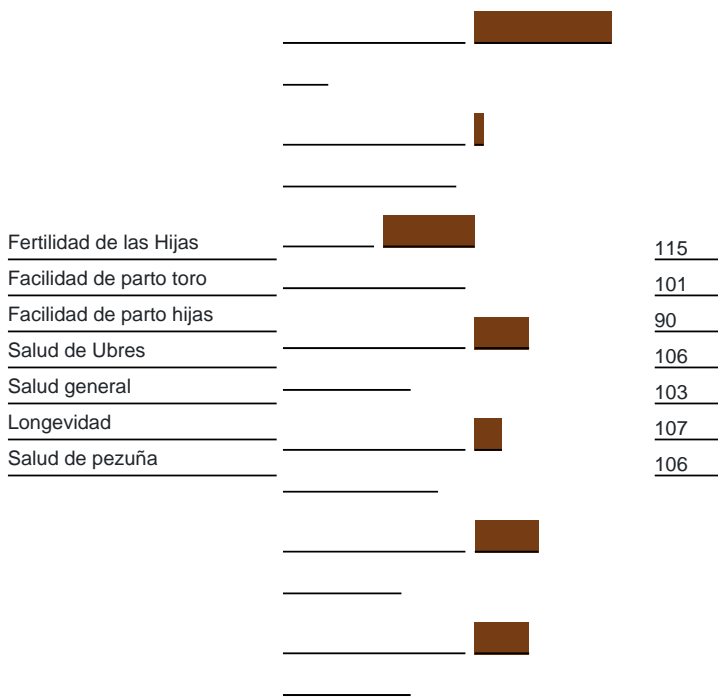 Fertilidad de las Hijas 115
Facilidad de parto toro 101
Facilidad de parto hijas 90
Salud de Ubres 106
Salud general 103
Longevidad 107
Salud de pezuña 106